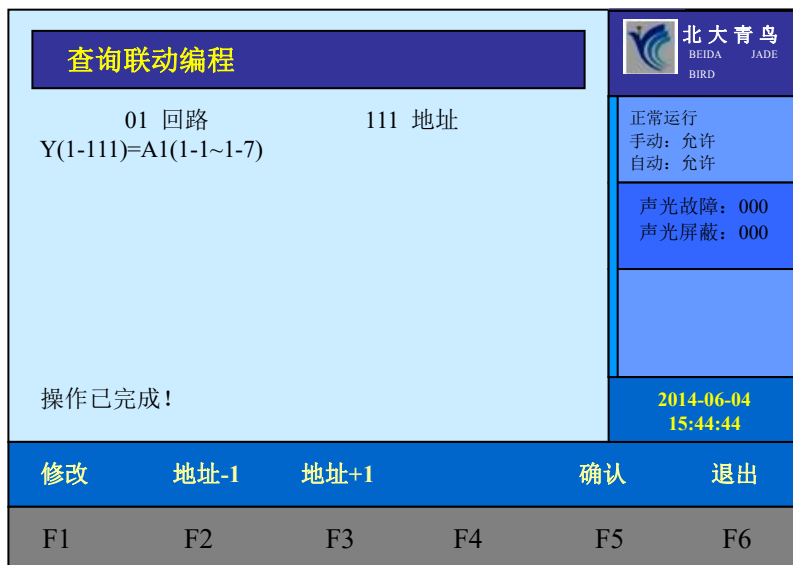 查询联动编程
北大青鸟
BEIDA JADE
BIRD
01 回路 111 地址
Y(1-111)=A1(1-1~1-7)
正常运行
手动：允许
自动：允许
声光故障：000
声光屏蔽：000
操作已完成！
2014-06-04
15:44:44
修改 地址-1 地址+1 确认 退出
F1 F2 F3 F4 F5 F6